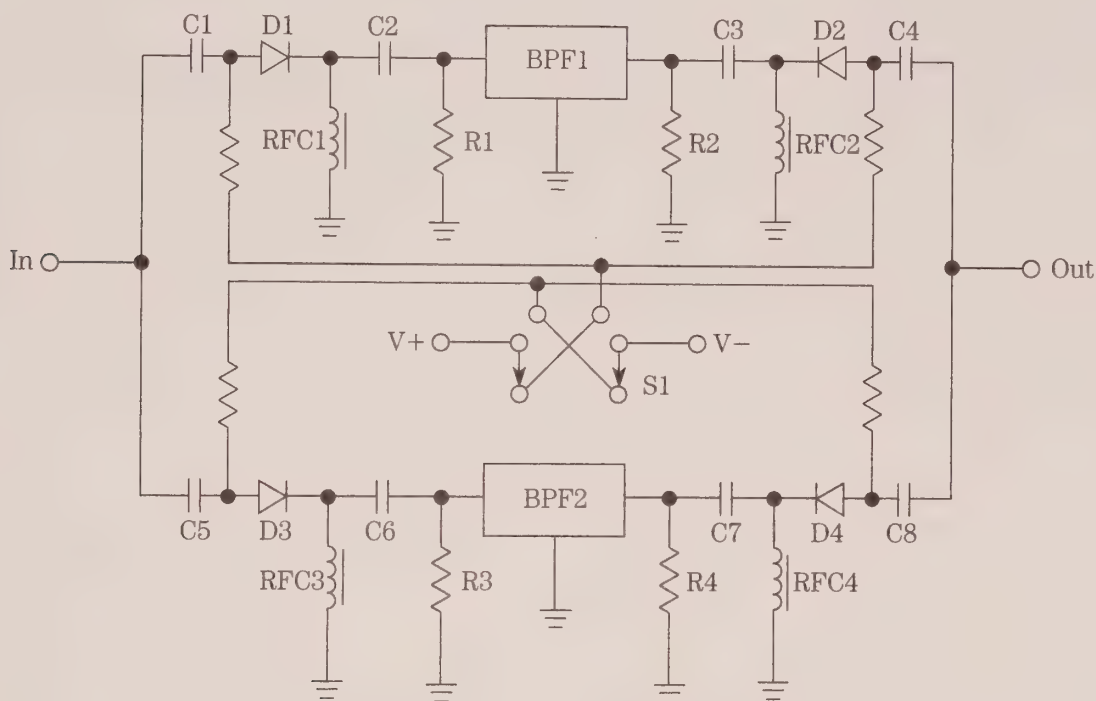 C1 D1 C2 C3 D2 C4
BPF1
RFC1 R1 R2 RFC2
In Out
V+ V−
S1
BPF2
C5 D3 C6 C7 D4 C8
RFC3 R3 R4 RFC4